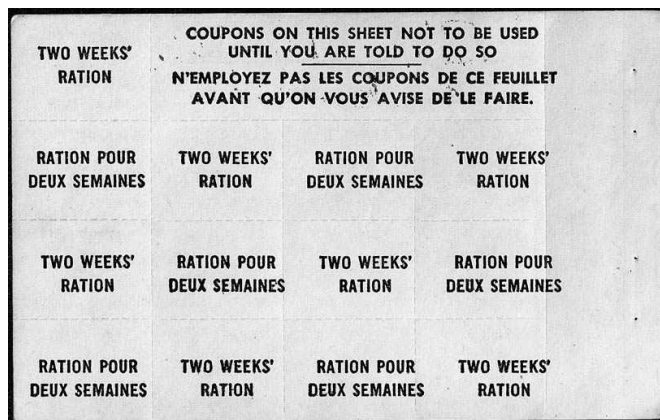 TWO WEEKS'
RATION
COUPONS ON THIS SHEET NOT TO BE USED
UNTIL YOU ARE TOLD TO DO SO
N'EMPLOYEZ PAS LES COUPONS DE CE FEUILLET
AVANT QU'ON VOUS AVISE DE LE FAIRE.
RATION POUR
DEUX SEMAINES
TWO WEEKS'
RATION
RATION POUR
DEUX SEMAINES
TWO WEEKS'
RATION
TWO WEEKS'
RATION
RATION POUR
DEUX SEMAINES
TWO WEEKS'
RATION
RATION POUR
DEUX SEMAINES
RATION POUR
DEUX SEMAINES
TWO WEEKS'
RATION
RATION POUR
DEUX SEMAINES
TWO WEEKS'
RATION